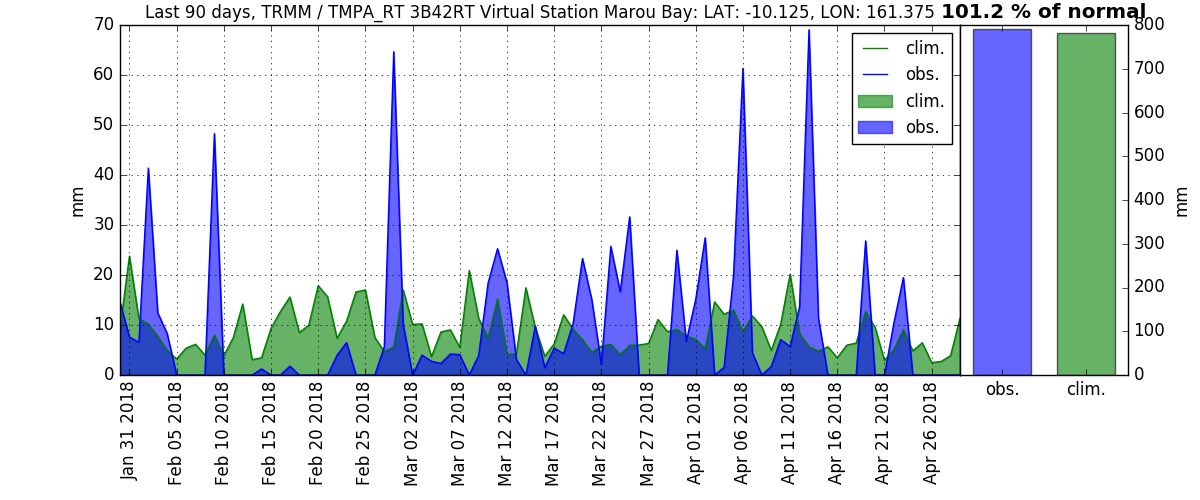 Last 90 days, TRMM / TMPA_RT 3B42RT Virtual Station Marou Bay: LAT: -10.125, LON: 161.375 101.2 % of normal
70
60
50
40
30
20
10
0
mm
clim.
obs.
clim.
obs.
800
700
600
500
400
300
200
100
0
mm
obs.
clim.
Jan 31 2018
Feb 05 2018
Feb 10 2018
Feb 15 2018
Feb 20 2018
Feb 25 2018
Mar 02 2018
Mar 07 2018
Mar 12 2018
Mar 17 2018
Mar 22 2018
Mar 27 2018
Apr 01 2018
Apr 06 2018
Apr 11 2018
Apr 16 2018
Apr 21 2018
Apr 26 2018